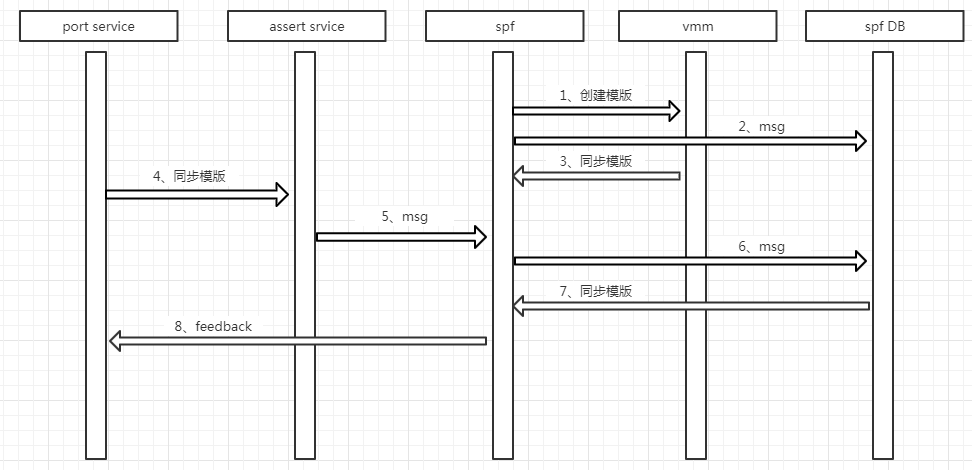 port service
assert srvice
spf
vmm
spf DB
1、创建模版
2、msg
3、同步模版
4、同步模版
5、msg
6、msg
7、同步模版
8、feedback